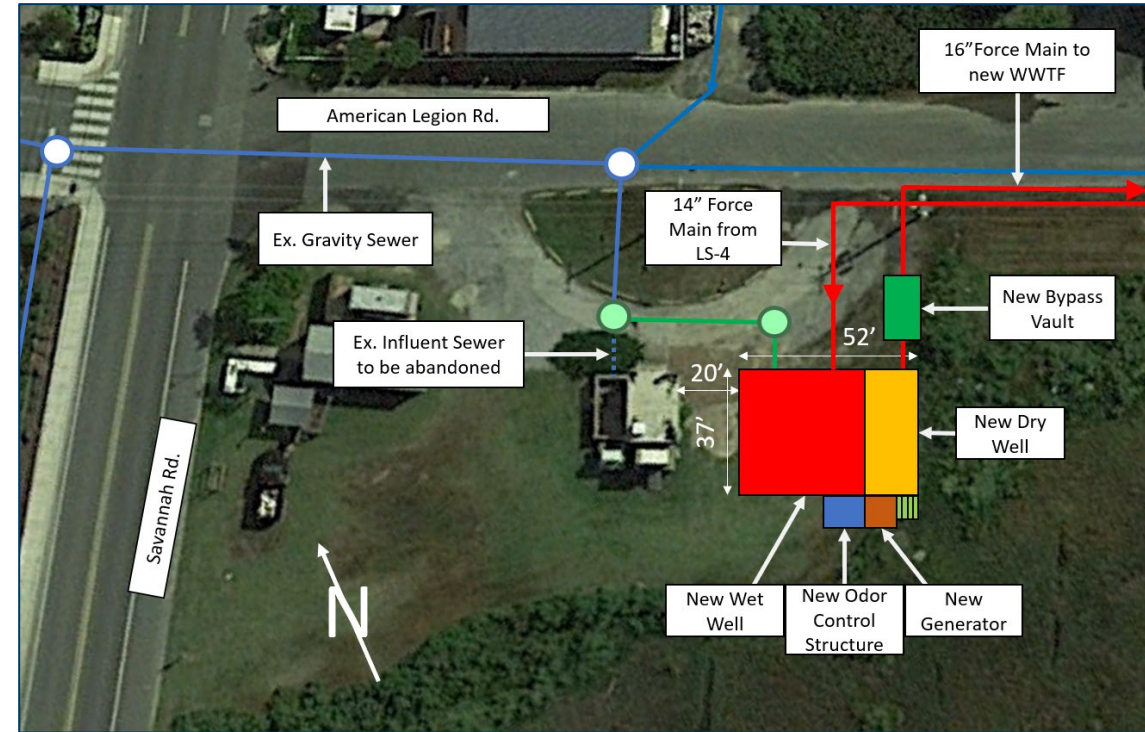 16”Force Main to
new WWTF
American Legion Rd.
14” Force
Main from
LS-4
Ex. Gravity Sewer
New Bypass
Vault
Ex. Influent Sewer
to be abandoned
52’
20’
37’
New Dry
Well
Savannah Rd.
N
New Wet
Well
New Odor
Control
Structure
New
Generator